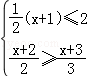 { 1/2 (x+1) ≤ 2
(x+2)/2 ≥ (x+3)/3